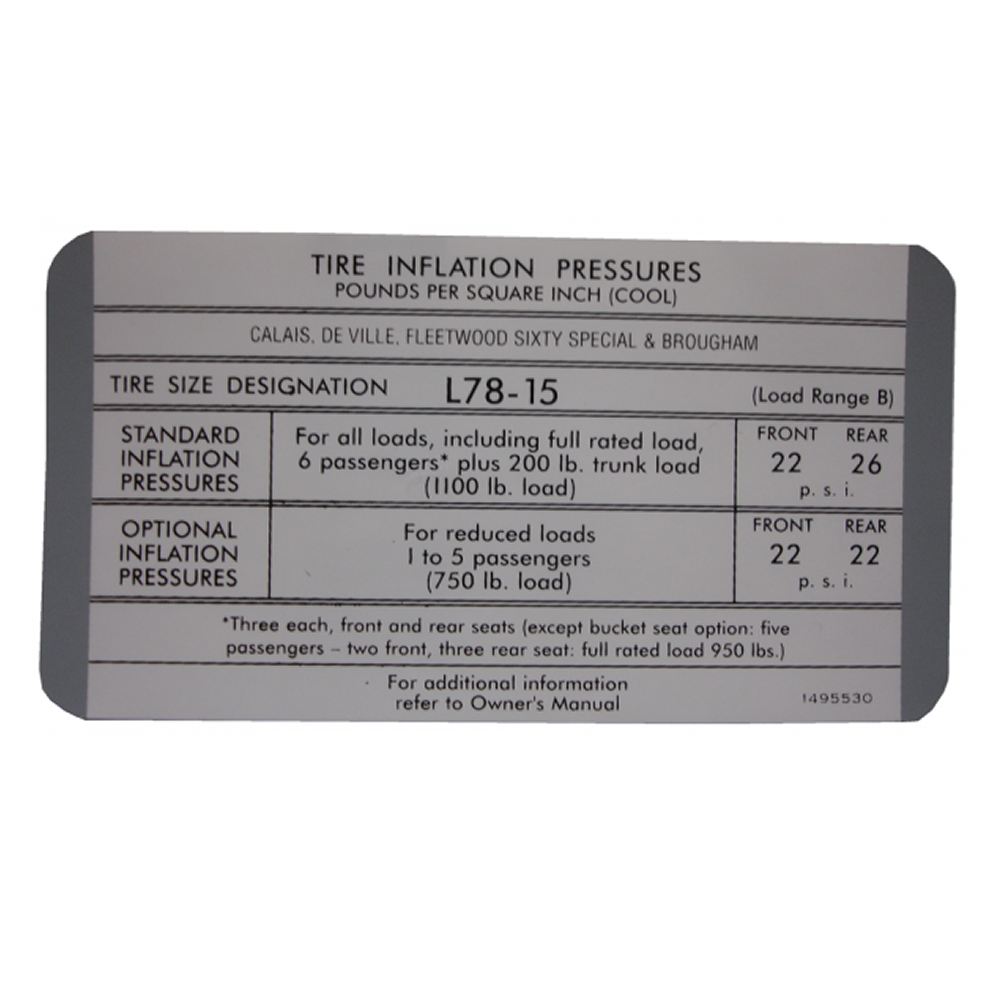 TIRE INFLATION PRESSURES
POUNDS PER SQUARE INCH (COOL)
CALAIS, DE VILLE, FLEETWOOD SIXTY SPECIAL & BROUGHAM
TIRE SIZE DESIGNATION L78-15 (Load Range B)
STANDARD
INFLATION
PRESSURES
For all loads, including full rated load,
6 passengers* plus 200 lb. trunk load
(1100 lb. load)
FRONT REAR
22 26
p. s. i.
OPTIONAL
INFLATION
PRESSURES
For reduced loads
1 to 5 passengers
(750 lb. load)
FRONT REAR
22 22
p. s. i.
*Three each, front and rear seats (except bucket seat option: five
passengers – two front, three rear seat: full rated load 950 lbs.)
For additional information
refer to Owner's Manual
1495530